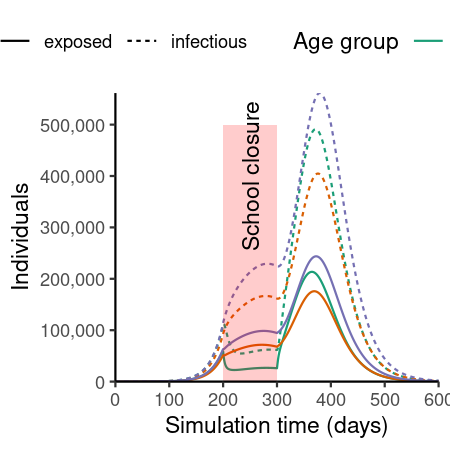 exposed infectious Age group
School closure
Individuals
500,000
400,000
300,000
200,000
100,000
0
0 100 200 300 400 500 600
Simulation time (days)